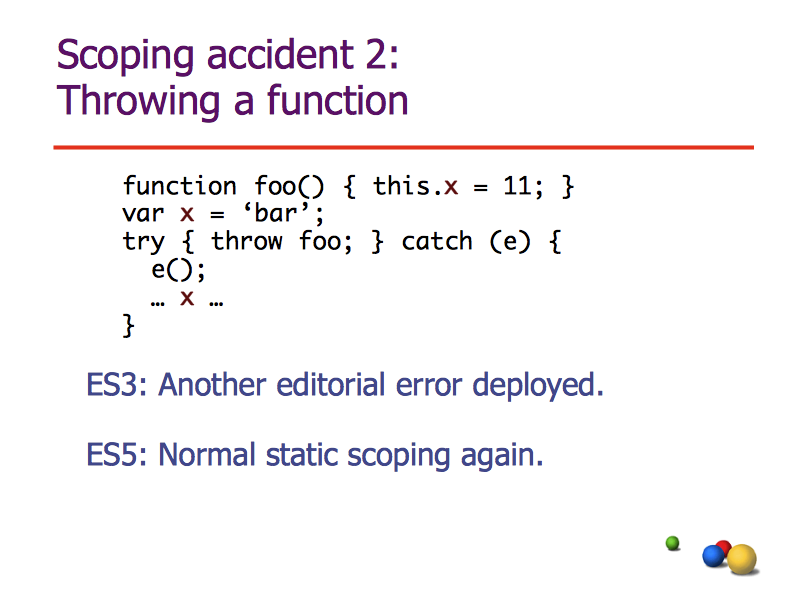 Scoping accident 2:
Throwing a function
function foo() { this.x = 11; }
var x = ‘bar’;
try { throw foo; } catch (e) {
  e();
  … x …
}
ES3: Another editorial error deployed.
ES5: Normal static scoping again.